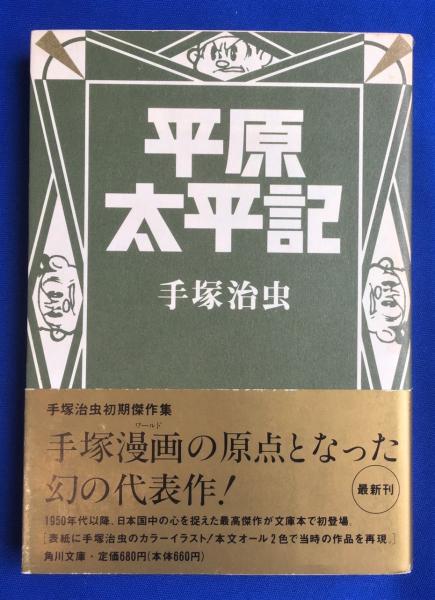 平原
太平記
手塚治虫
手塚治虫初期傑作集
ワールド
手塚漫画の原点となった
幻の代表作!
最新刊
1950年代以降、日本国中の心を捉えた最高傑作が文庫本で初登場。
[表紙に手塚治虫のカラーイラスト!本文オール2色で当時の作品を再現。]
角川文庫・定価680円(本体660円)